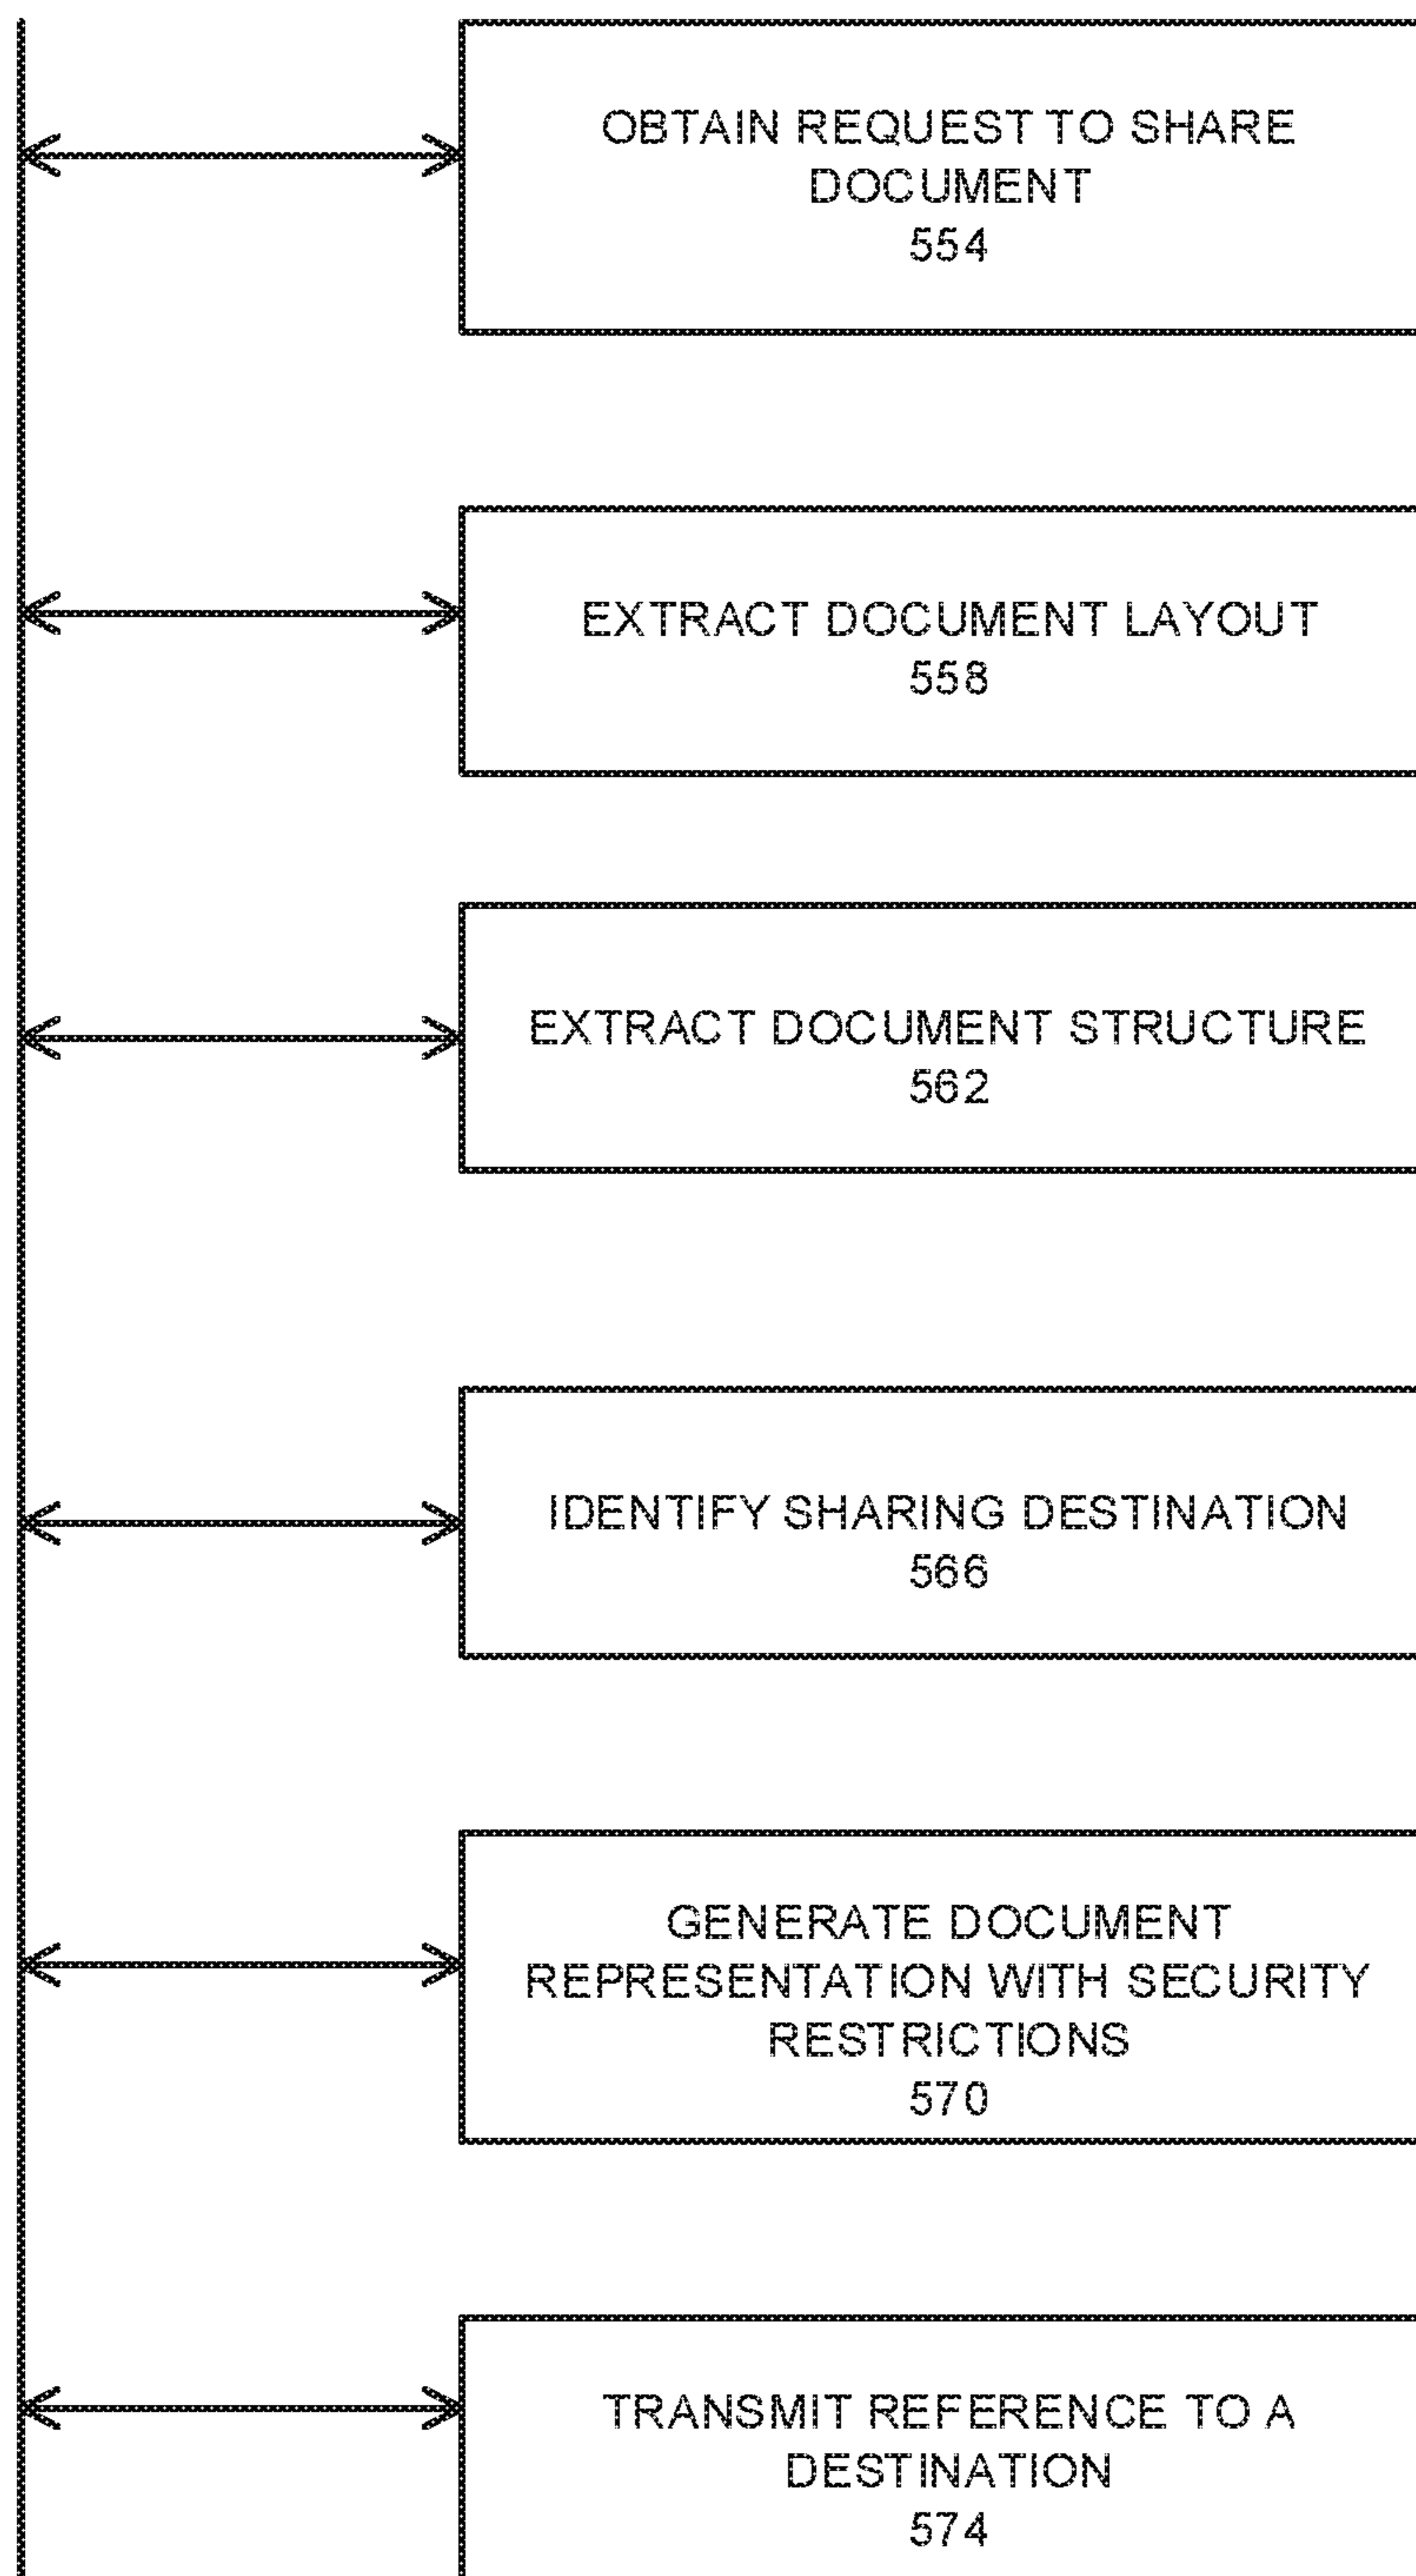 OBTAIN REQUEST TO SHARE
DOCUMENT
554
EXTRACT DOCUMENT LAYOUT
558
EXTRACT DOCUMENT STRUCTURE
562
IDENTIFY SHARING DESTINATION
566
GENERATE DOCUMENT
REPRESENTATION WITH SECURITY
RESTRICTIONS
570
TRANSMIT REFERENCE TO A
DESTINATION
574